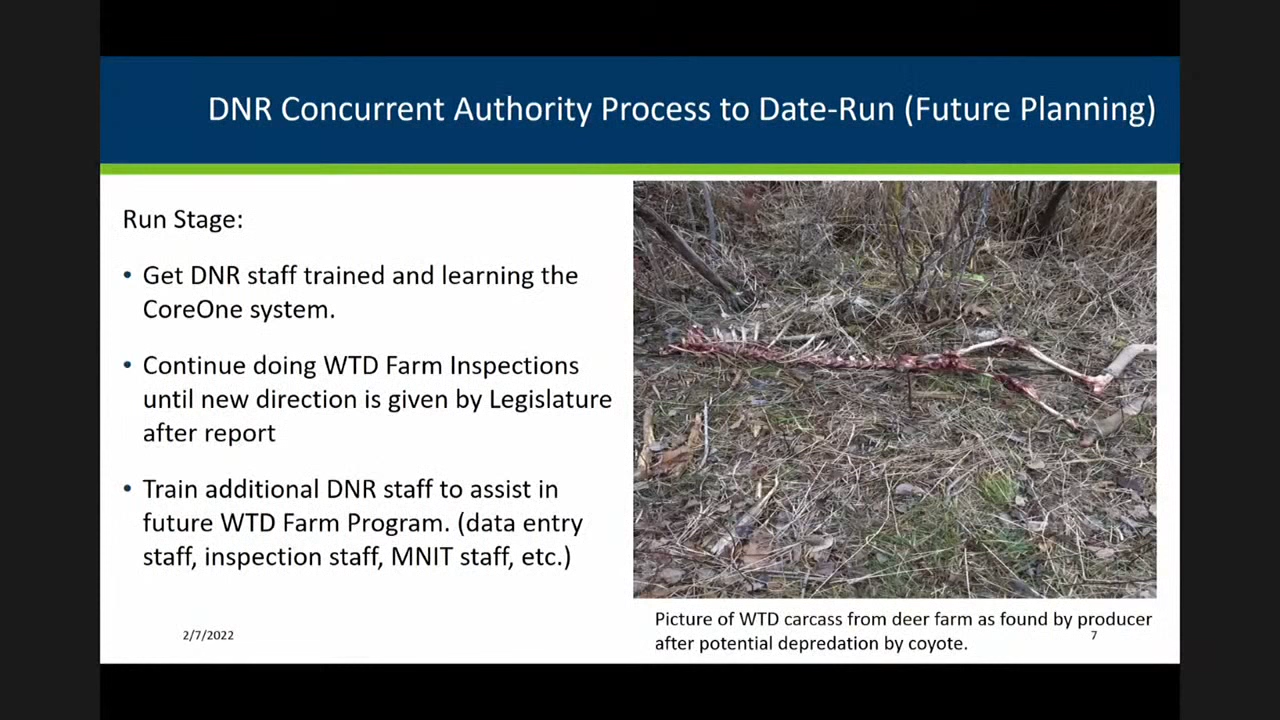 DNR Concurrent Authority Process to Date-Run (Future Planning)
Run Stage:
• Get DNR staff trained and learning the
CoreOne system.
• Continue doing WTD Farm Inspections
until new direction is given by Legislature
after report
• Train additional DNR staff to assist in
future WTD Farm Program. (data entry
staff, inspection staff, MNIT staff, etc.)
Picture of WTD carcass from deer farm as found by producer
after potential depredation by coyote.
2/7/2022
7